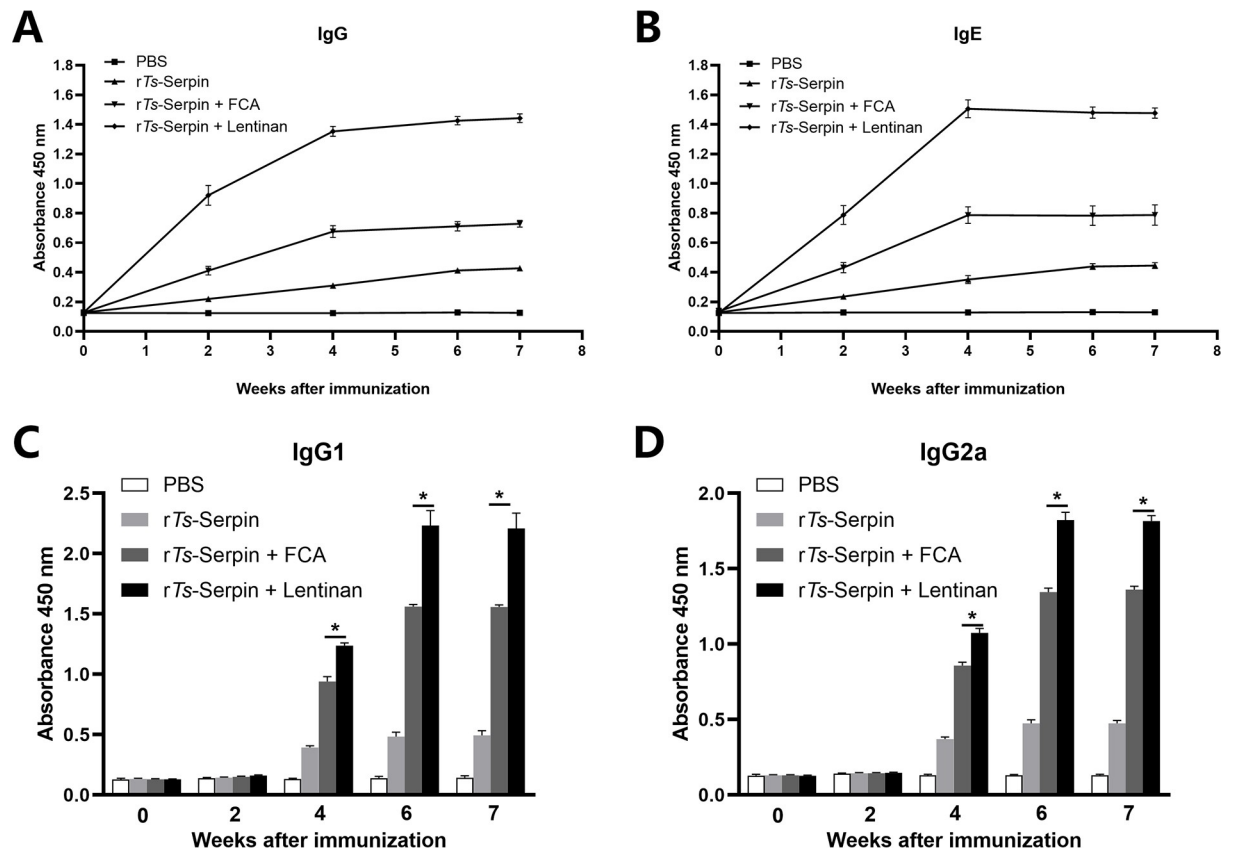 A
IgG
PBS
rTs-Serpin
rTs-Serpin + FCA
rTs-Serpin + Lentinan
Absorbance 450 nm
1.8
1.6
1.4
1.2
1.0
0.8
0.6
0.4
0.2
0.0
0 1 2 3 4 5 6 7 8
Weeks after immunization
B
IgE
PBS
rTs-Serpin
rTs-Serpin + FCA
rTs-Serpin + Lentinan
Absorbance 450 nm
1.8
1.6
1.4
1.2
1.0
0.8
0.6
0.4
0.2
0.0
0 1 2 3 4 5 6 7 8
Weeks after immunization
C
IgG1
PBS
rTs-Serpin
rTs-Serpin + FCA
rTs-Serpin + Lentinan
Absorbance 450 nm
2.5
2.0
1.5
1.0
0.5
0.0
* * *
0 2 4 6 7
Weeks after immunization
D
IgG2a
PBS
rTs-Serpin
rTs-Serpin + FCA
rTs-Serpin + Lentinan
Absorbance 450 nm
2.0
1.5
1.0
0.5
0.0
* * *
0 2 4 6 7
Weeks after immunization